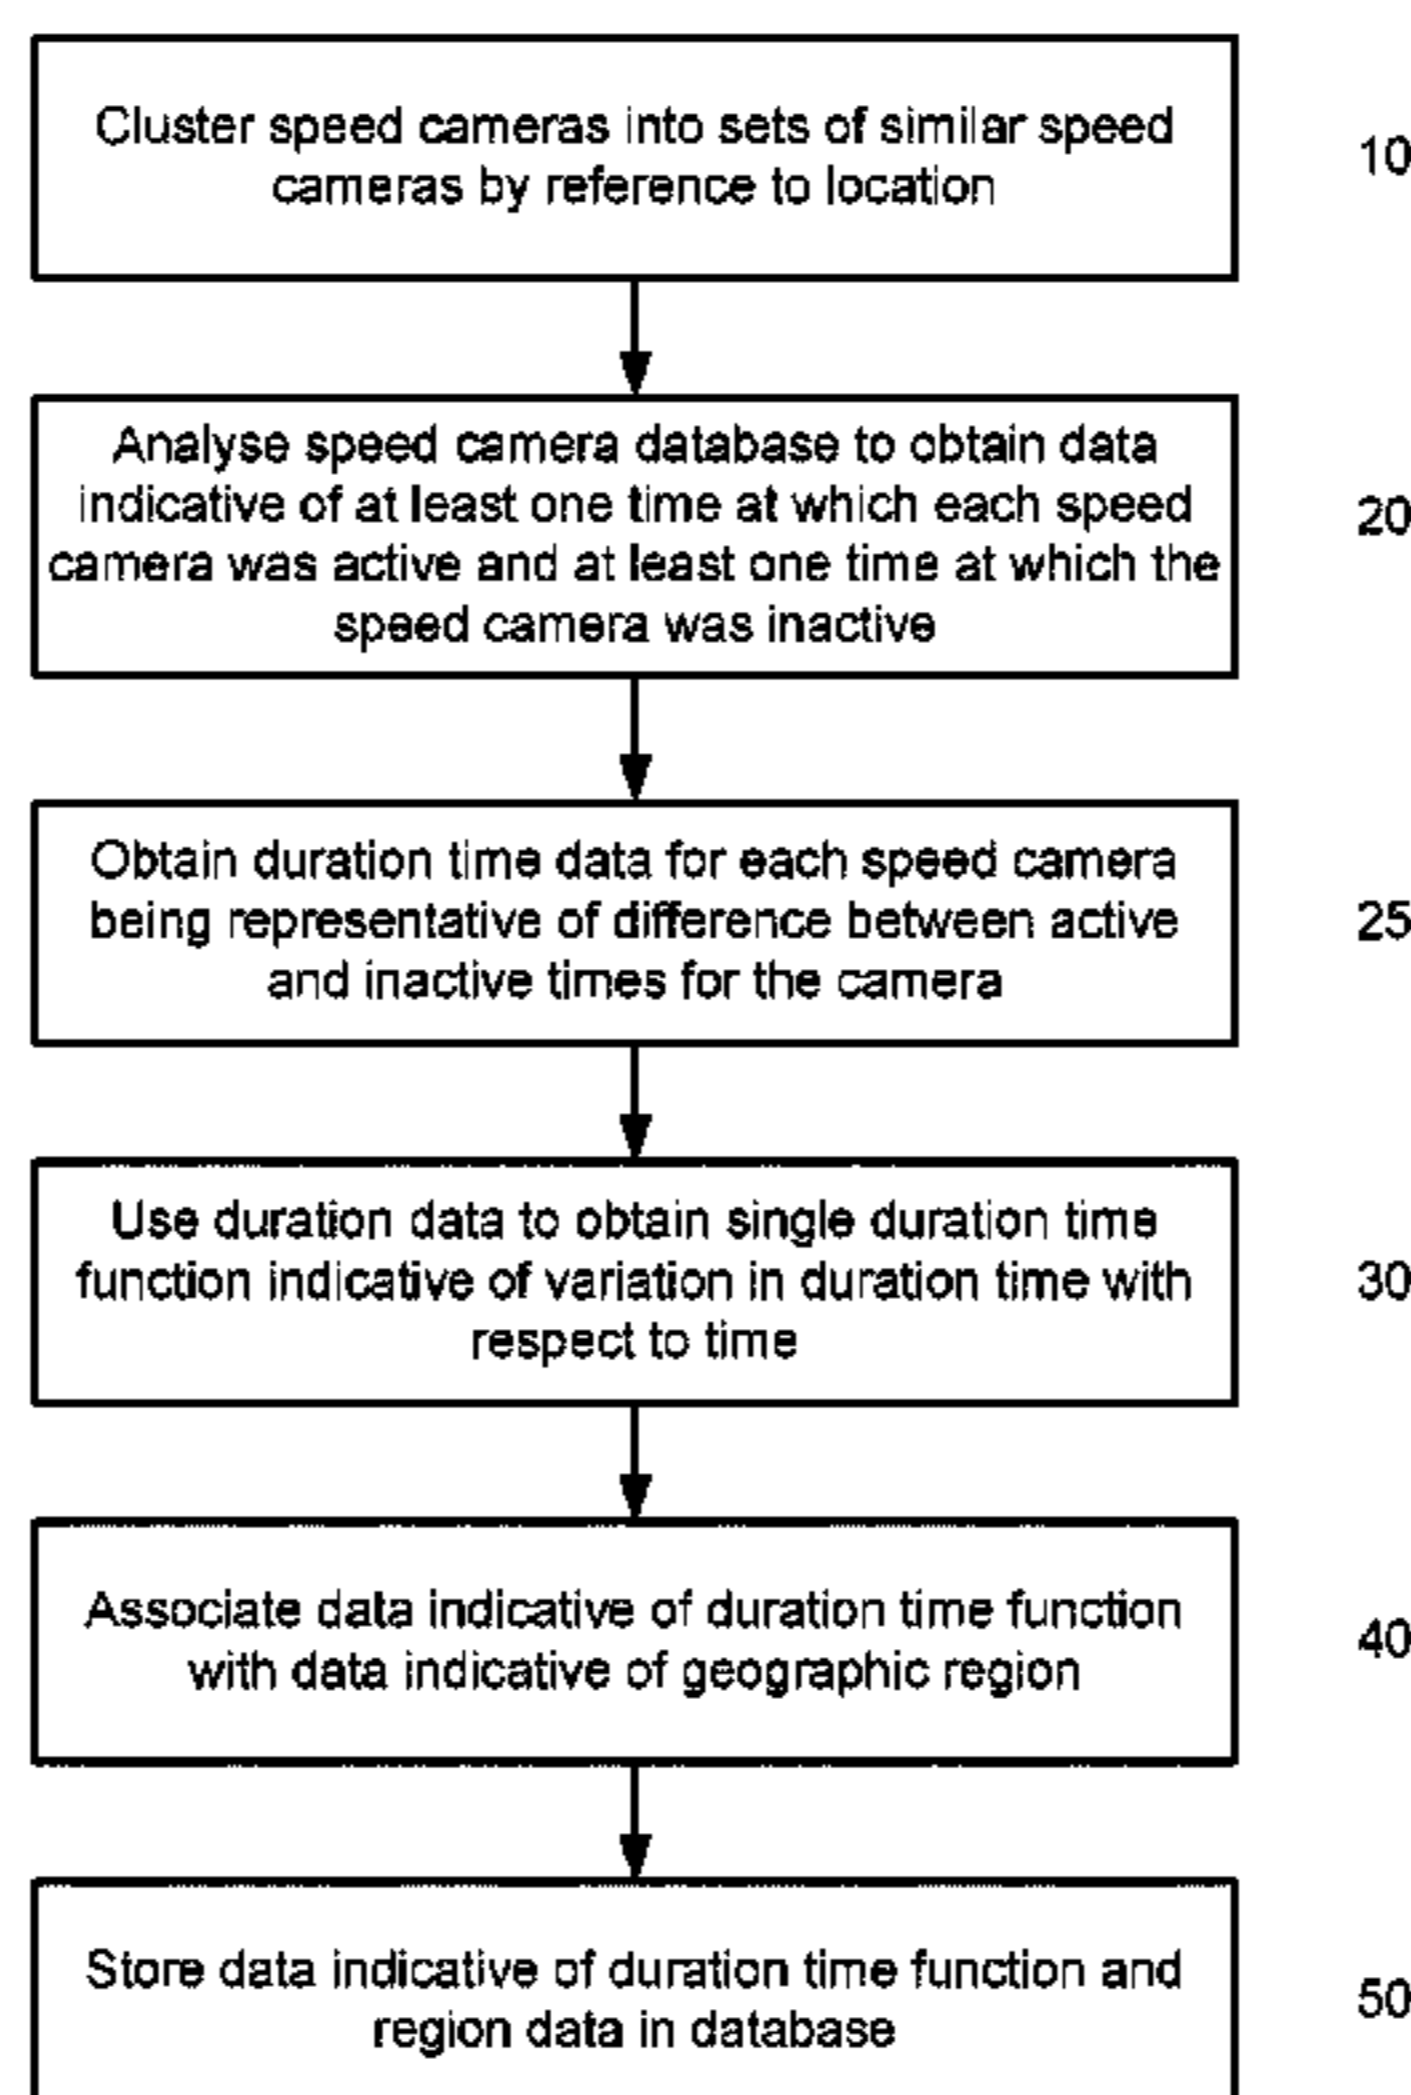 Cluster speed cameras into sets of similar speed
cameras by reference to location
10
Analyse speed camera database to obtain data
indicative of at least one time at which each speed
camera was active and at least one time at which the
speed camera was inactive
20
Obtain duration time data for each speed camera
being representative of difference between active
and inactive times for the camera
25
Use duration data to obtain single duration time
function indicative of variation in duration time with
respect to time
30
Associate data indicative of duration time function
with data indicative of geographic region
40
Store data indicative of duration time function and
region data in database
50